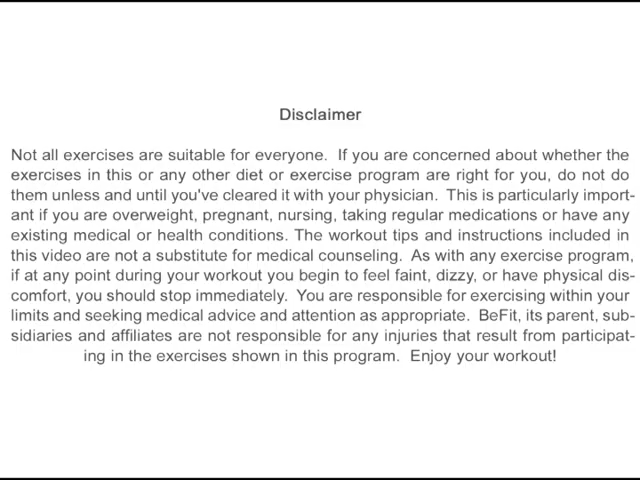 Disclaimer
Not all exercises are suitable for everyone.  If you are concerned about whether the
exercises in this or any other diet or exercise program are right for you, do not do
them unless and until you've cleared it with your physician.  This is particularly import-
ant if you are overweight, pregnant, nursing, taking regular medications or have any
existing medical or health conditions. The workout tips and instructions included in
this video are not a substitute for medical counseling.  As with any exercise program,
if at any point during your workout you begin to feel faint, dizzy, or have physical dis-
comfort, you should stop immediately.  You are responsible for exercising within your
limits and seeking medical advice and attention as appropriate.  BeFit, its parent, sub-
sidiaries and affiliates are not responsible for any injuries that result from participat-
ing in the exercises shown in this program.  Enjoy your workout!